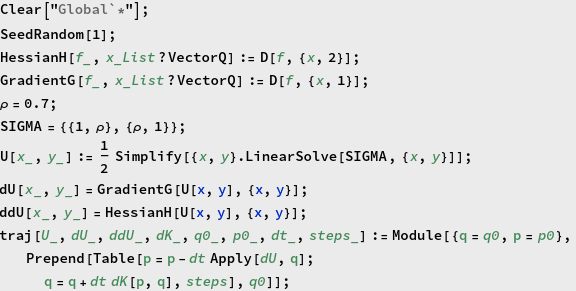 Clear["Global`*"];
SeedRandom[1];
HessianH[f_, x_List?VectorQ] := D[f, {x, 2}];
GradientG[f_, x_List?VectorQ] := D[f, {x, 1}];
ρ = 0.7;
SIGMA = {{1, ρ}, {ρ, 1}};
U[x_, y_] := 1/2 Simplify[{x, y}.LinearSolve[SIGMA, {x, y}]];
dU[x_, y_] = GradientG[U[x, y], {x, y}];
ddU[x_, y_] = HessianH[U[x, y], {x, y}];
traj[U_, dU_, ddU_, dK_, q0_, p0_, dt_, steps_] := Module[{q = q0, p = p0},
Prepend[Table[p = p - dt Apply[dU, q];
q = q + dt dK[p, q], steps], q0]];